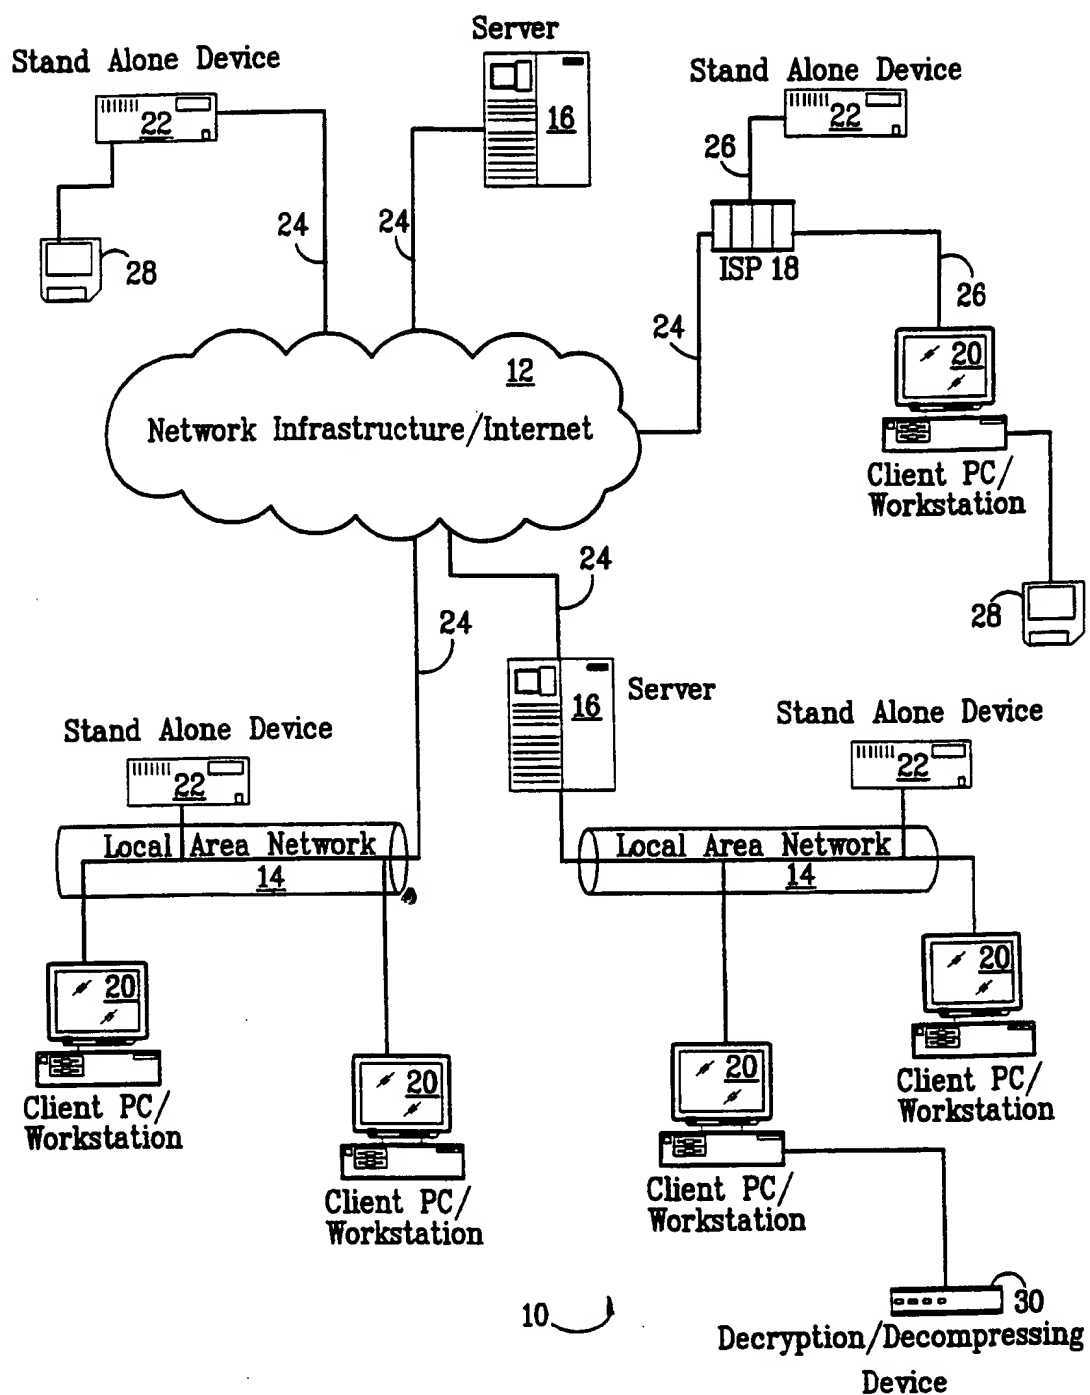 Server
Stand Alone Device
22
16
Stand Alone Device
22
26
24
24
28
ISP 18
26
24
12
20
Network Infrastructure/Internet
Client PC/
Workstation
24
28
24
16
Server
Stand Alone Device
22
Stand Alone Device
22
Local Area Network
14
Local Area Network
14
20
20
Client PC/
Workstation
20
20
Client PC/
Workstation
Client PC/
Workstation
Client PC/
Workstation
10
30
Decryption/Decompressing
Device